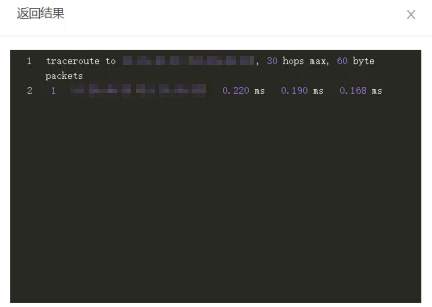 返回结果
1 traceroute to , 30 hops max, 60 byte
packets
2 1 0.220 ms 0.190 ms 0.168 ms